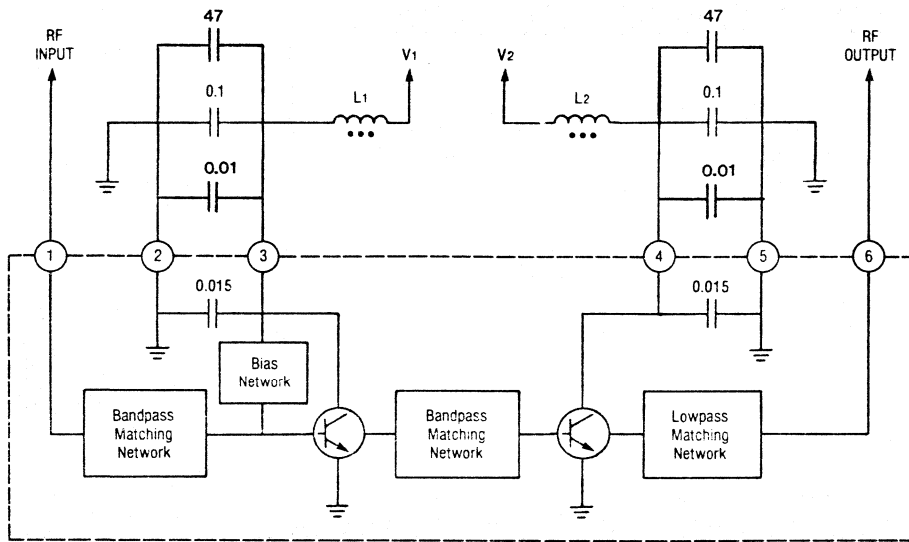 47
47
RF
INPUT
V1
V2
RF
OUTPUT
0.1
L1
L2
0.1
0.01
0.01
1
2
3
4
5
6
0.015
0.015
Bias
Network
Bandpass
Matching
Network
Bandpass
Matching
Network
Lowpass
Matching
Network